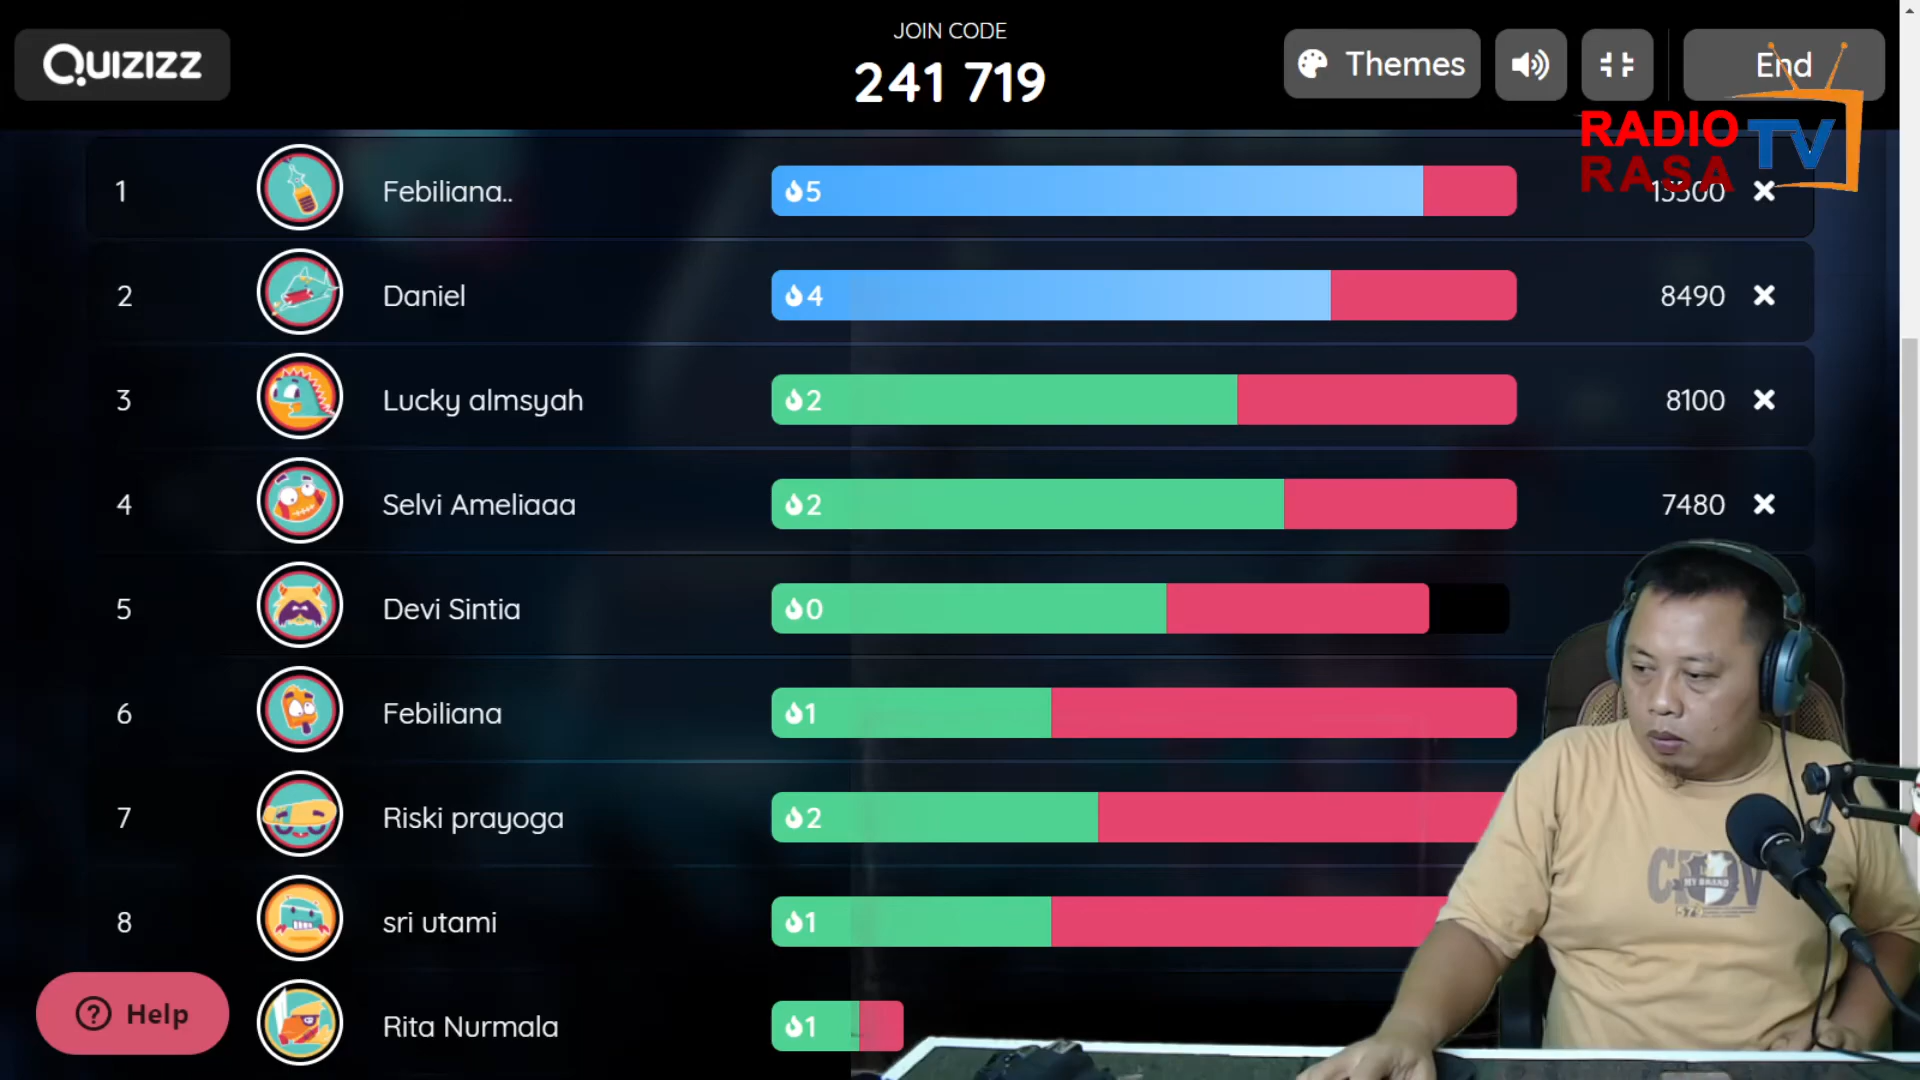 QUIZIZZ
JOIN CODE
241 719
Themes
End
RADIO
RASA
TV
1 Febiliana.. 5
2 Daniel 4 8490
3 Lucky almsyah 2 8100
4 Selvi Ameliaaa 2 7480
5 Devi Sintia 0
6 Febiliana 1
7 Riski prayoga 2
8 sri utami 1
Rita Nurmala 1
Help
MY BRAND